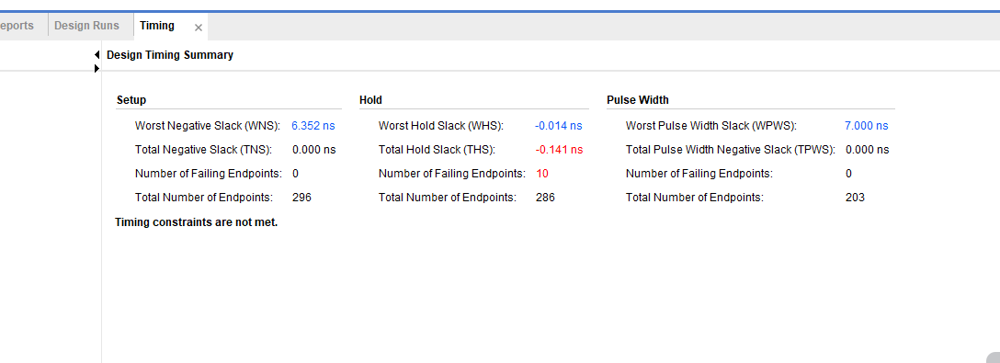 eports Design Runs Timing
Design Timing Summary
Setup Hold Pulse Width
Worst Negative Slack (WNS): 6.352 ns Worst Hold Slack (WHS): -0.014 ns Worst Pulse Width Slack (WPWS): 7.000 ns
Total Negative Slack (TNS): 0.000 ns Total Hold Slack (THS): -0.141 ns Total Pulse Width Negative Slack (TPWS): 0.000 ns
Number of Failing Endpoints: 0 Number of Failing Endpoints: 10 Number of Failing Endpoints: 0
Total Number of Endpoints: 296 Total Number of Endpoints: 286 Total Number of Endpoints: 203
Timing constraints are not met.